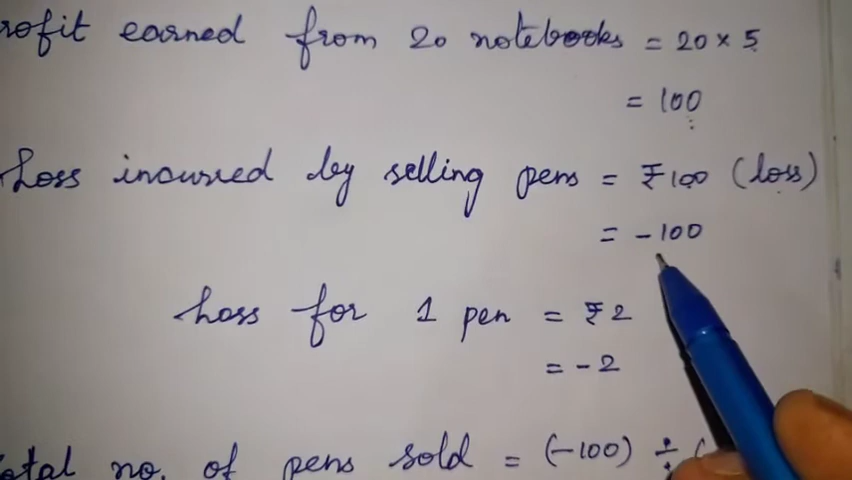 rofit earned from 20 notebooks = 20 × 5
= 100
Loss incurred by selling pens = ₹100 (loss)
= -100
Loss for 1 pen = ₹2
= -2
otal no. of pens sold = (-100) ÷ (